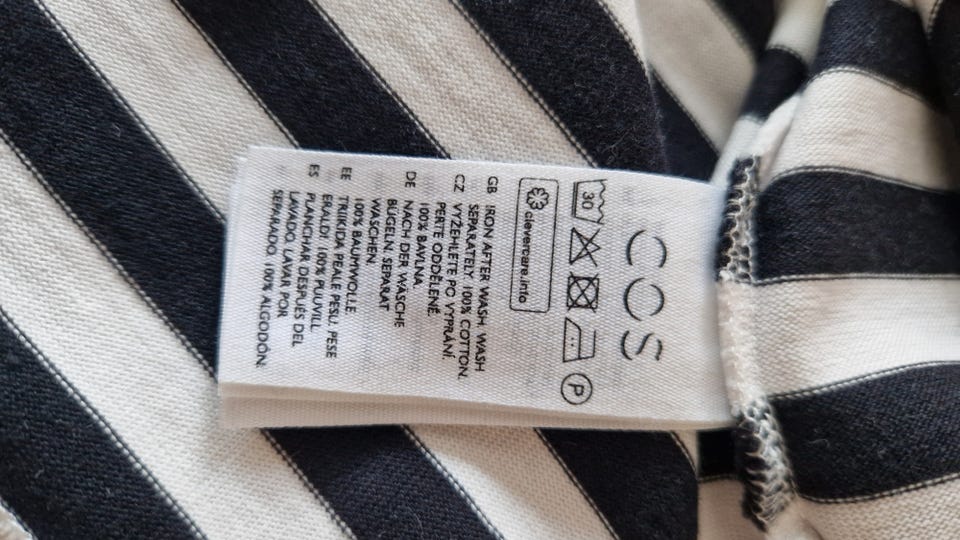 COS
30
P
clevercare.info
GB IRON AFTER WASH. WASH
SEPARATELY. 100% COTTON.
CZ VYŽEHLETE PO VYPRÁNÍ.
PERTE ODDĚLENĚ.
100% BAVLNA.
DE NACH DER WÄSCHE
BÜGELN. SEPARAT
WASCHEN.
100% BAUMWOLLE
EE TRIIKIDA PEALE PESU. PESE
ERALDI 100% PUUVILL
ES PLANCHAR DESPUÉS DEL
LAVADO. LAVAR POR
SEPARADO. 100% ALGODÓN.